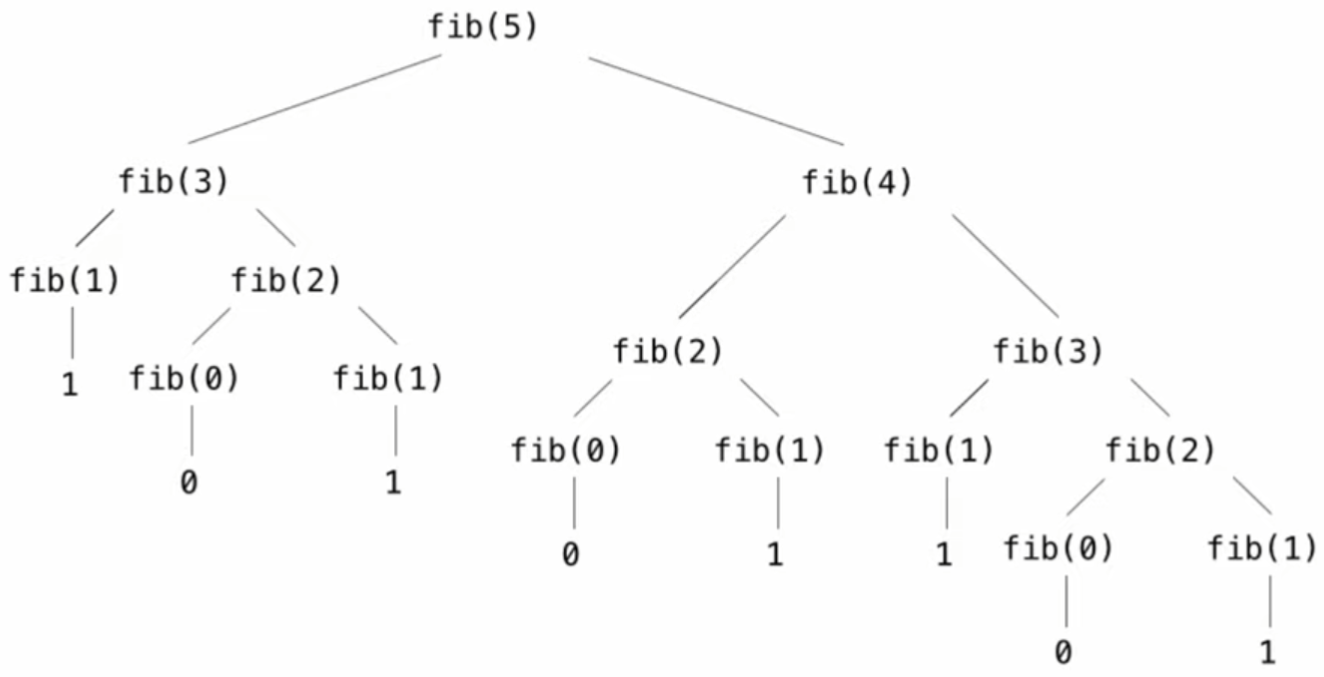 fib(5)
fib(3) fib(4)
fib(1) fib(2)
fib(2) fib(3)
1 fib(0) fib(1)
fib(0) fib(1) fib(1) fib(2)
0 1
0 1 1 fib(0) fib(1)
0 1